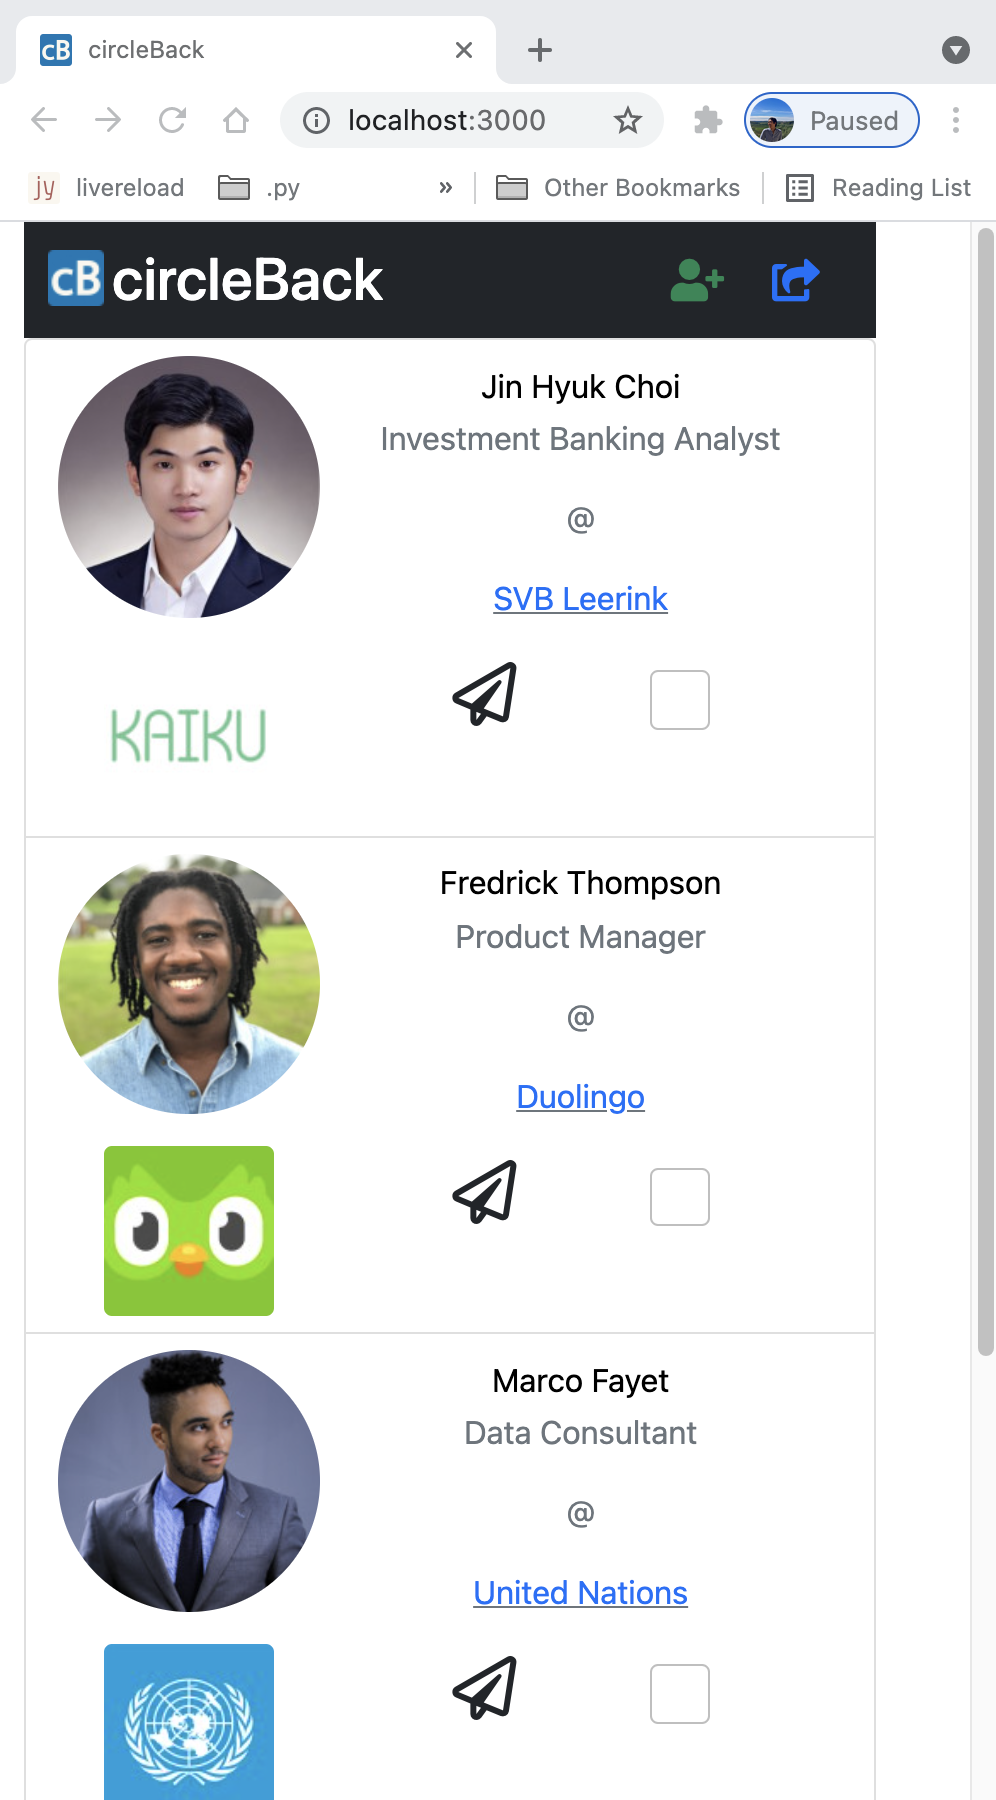 cB circleBack
localhost:3000
Paused
jy livereload
.py
»
Other Bookmarks
Reading List
cB circleBack
Jin Hyuk Choi
Investment Banking Analyst
@
SVB Leerink
KAIKU
Fredrick Thompson
Product Manager
@
Duolingo
Marco Fayet
Data Consultant
@
United Nations